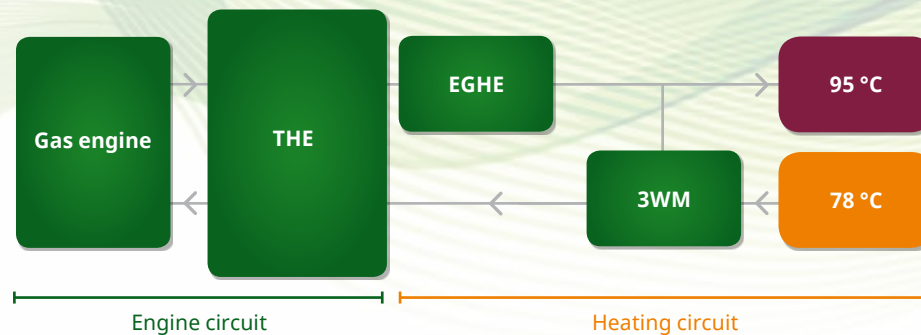 Gas engine
THE
EGHE
95 °C
3WM
78 °C
Engine circuit
Heating circuit